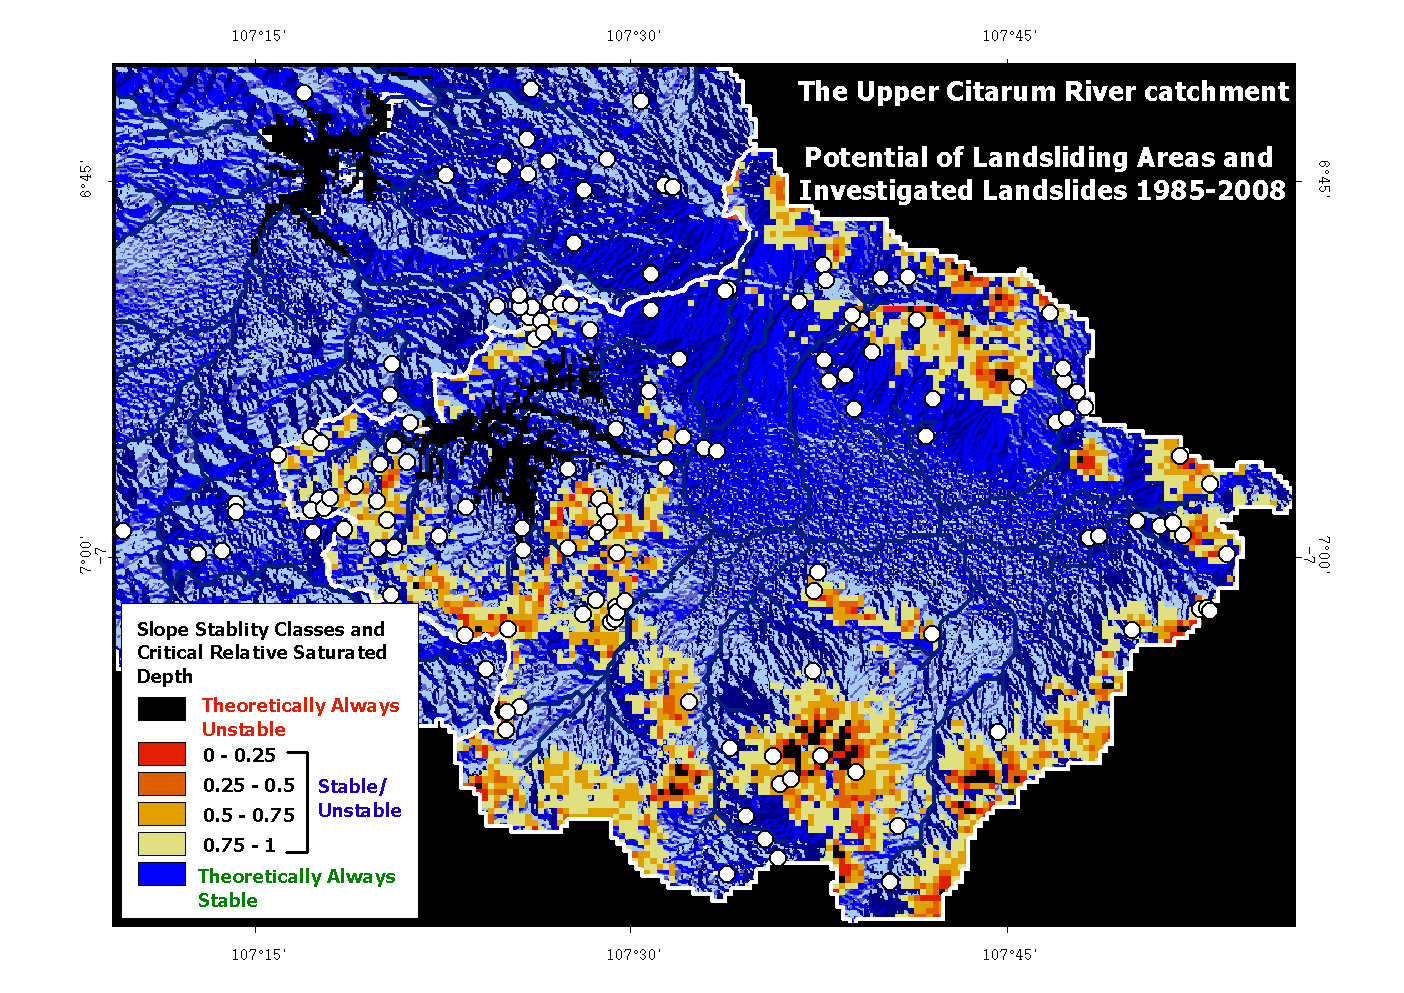 107°15'
107°30'
107°45'
The Upper Citarum River catchment
Potential of Landsliding Areas and
Investigated Landslides 1985-2008
6°45'
6°45'
7°00'
-7
7°00'
-7
Slope Stablity Classes and
Critical Relative Saturated
Depth
Theoretically Always
Unstable
0 - 0.25
0.25 - 0.5
0.5 - 0.75
0.75 - 1
Stable/
Unstable
Theoretically Always
Stable
107°15'
107°30'
107°45'